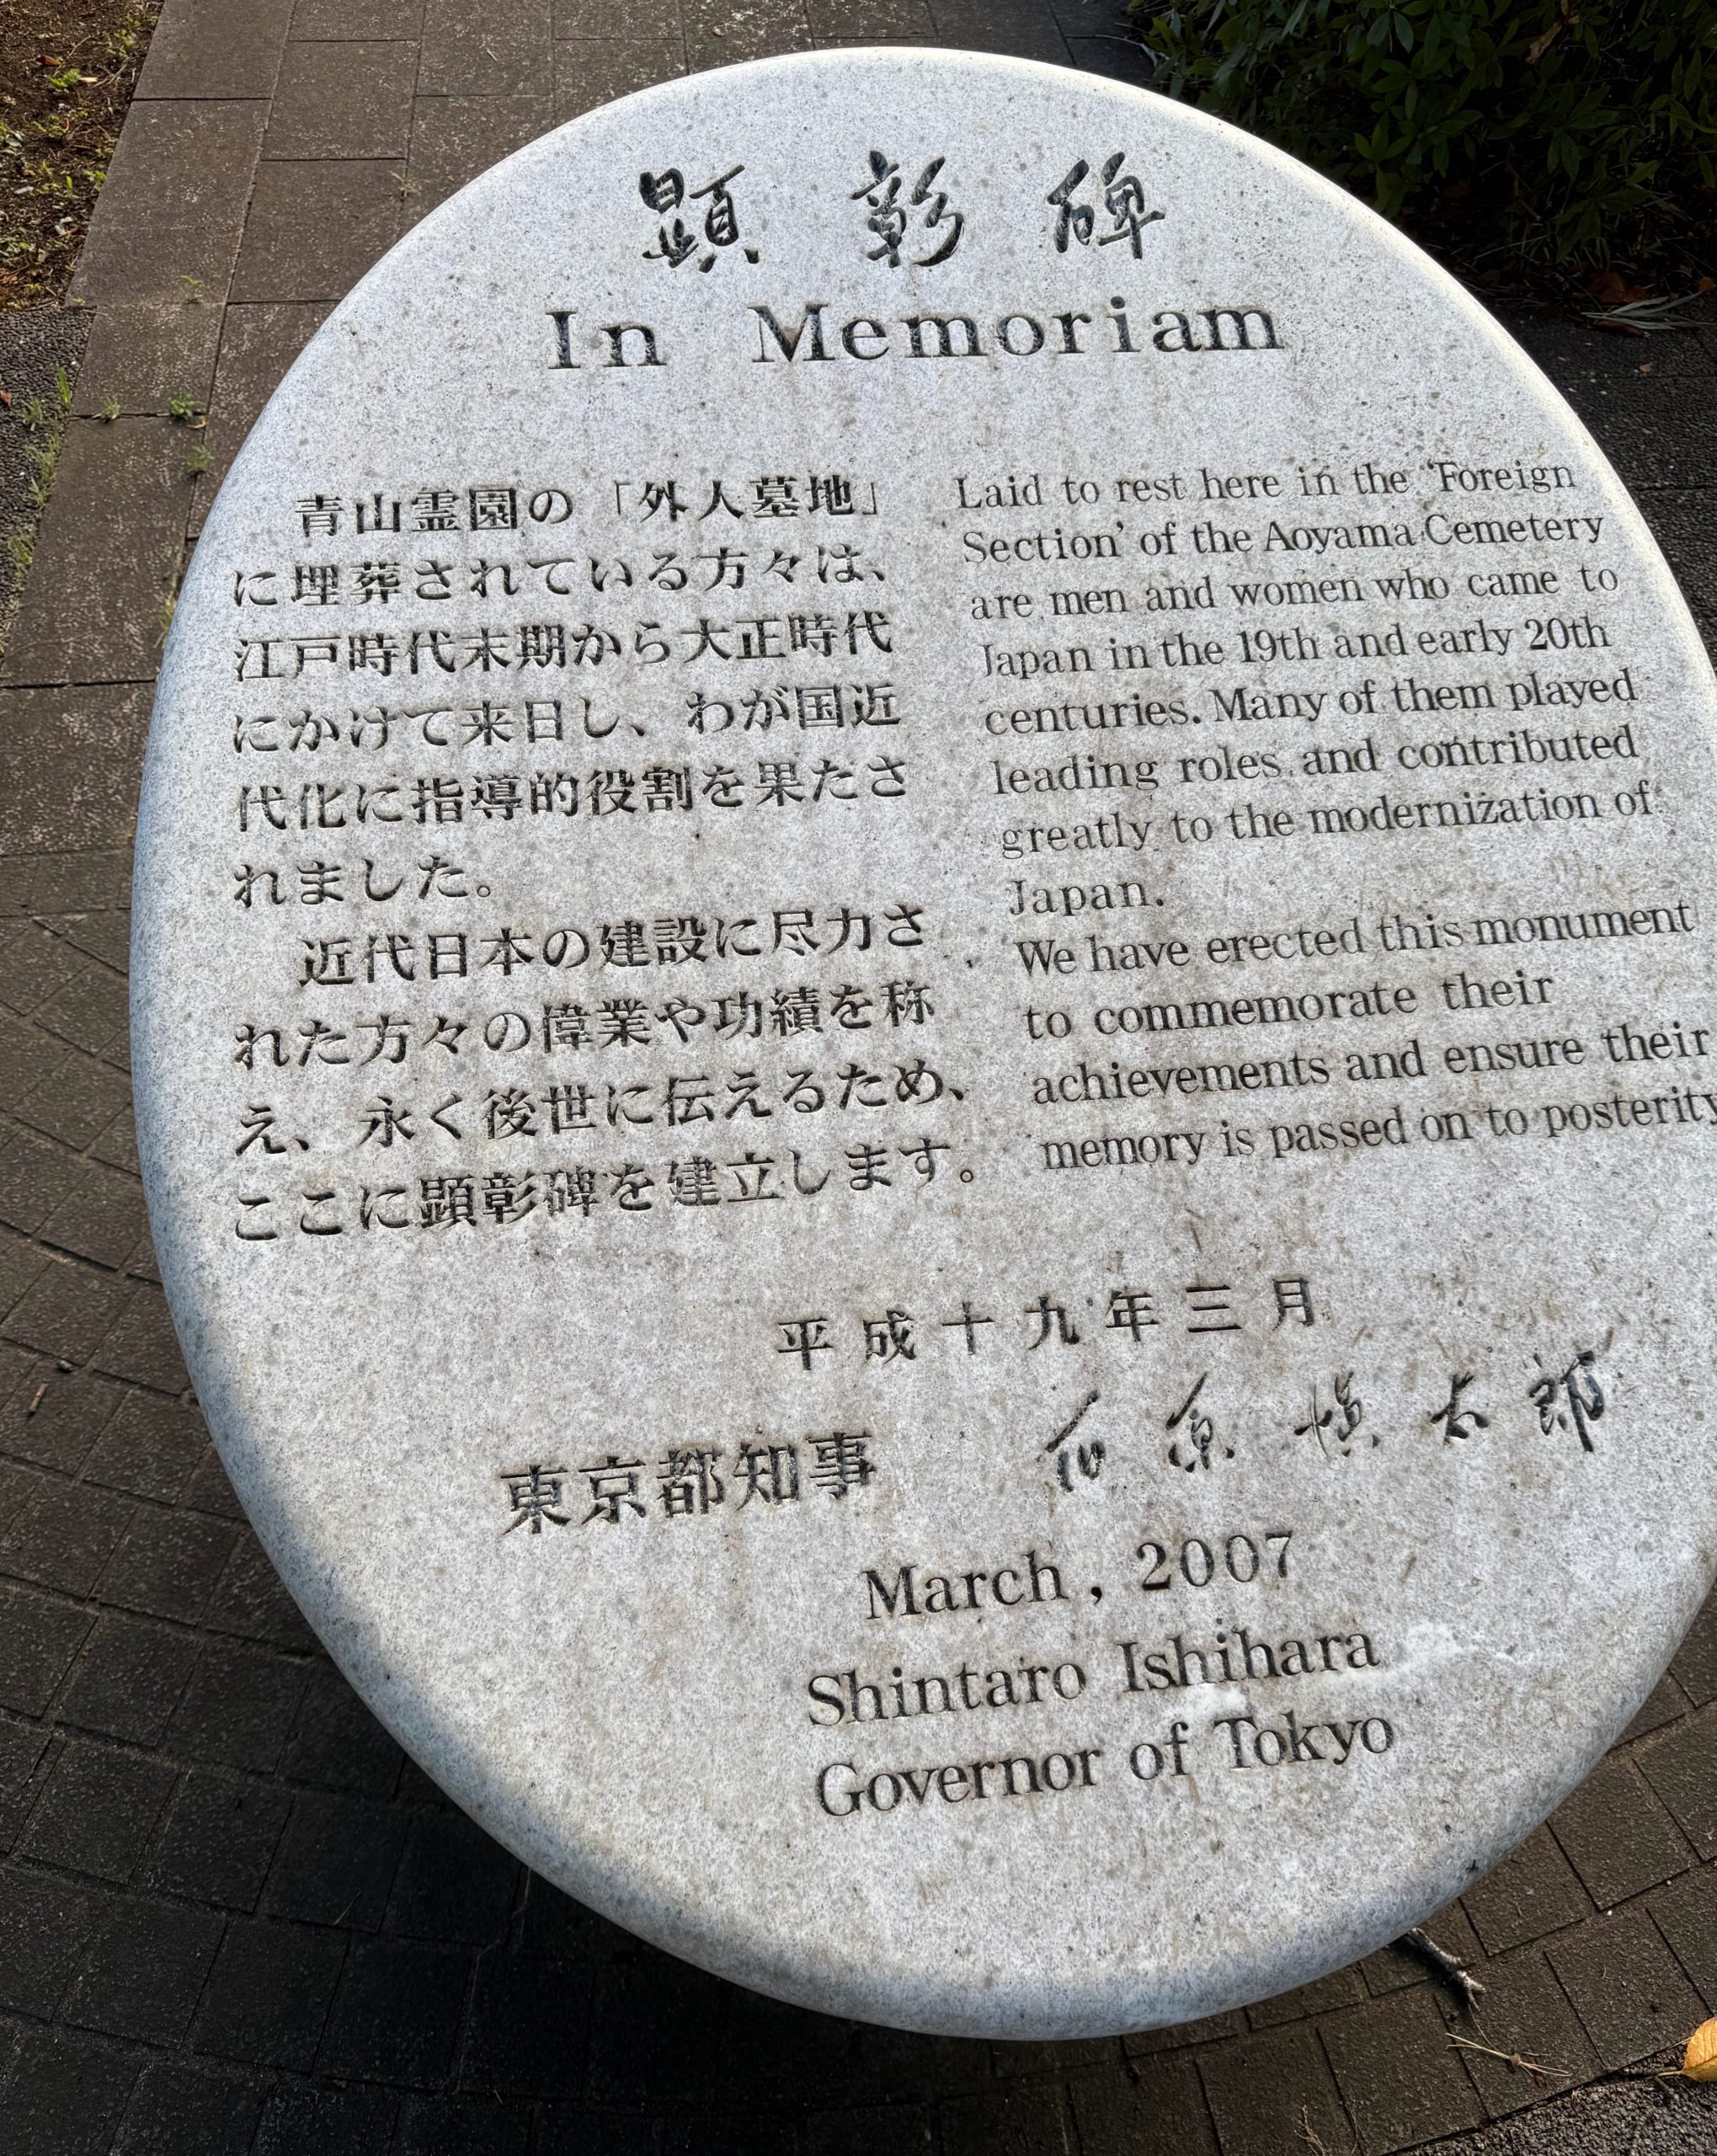 顕彰碑
In Memoriam
青山霊園の「外人墓地」
に埋葬されている方々は、
江戸時代末期から大正時代
にかけて来日し、わが国近
代化に指導的役割を果たさ
れました。
近代日本の建設に尽力さ
れた方々の偉業や功績を称
え、永く後世に伝えるため、
ここに顕彰碑を建立します。
Laid to rest here in the ‘Foreign
Section’ of the Aoyama Cemetery
are men and women who came to
Japan in the 19th and early 20th
centuries. Many of them played
leading roles and contributed
greatly to the modernization of
Japan.
We have erected this monument
to commemorate their
achievements and ensure their
memory is passed on to posterity
平成十九年三月
東京都知事 石原慎太郎
March, 2007
Shintaro Ishihara
Governor of Tokyo